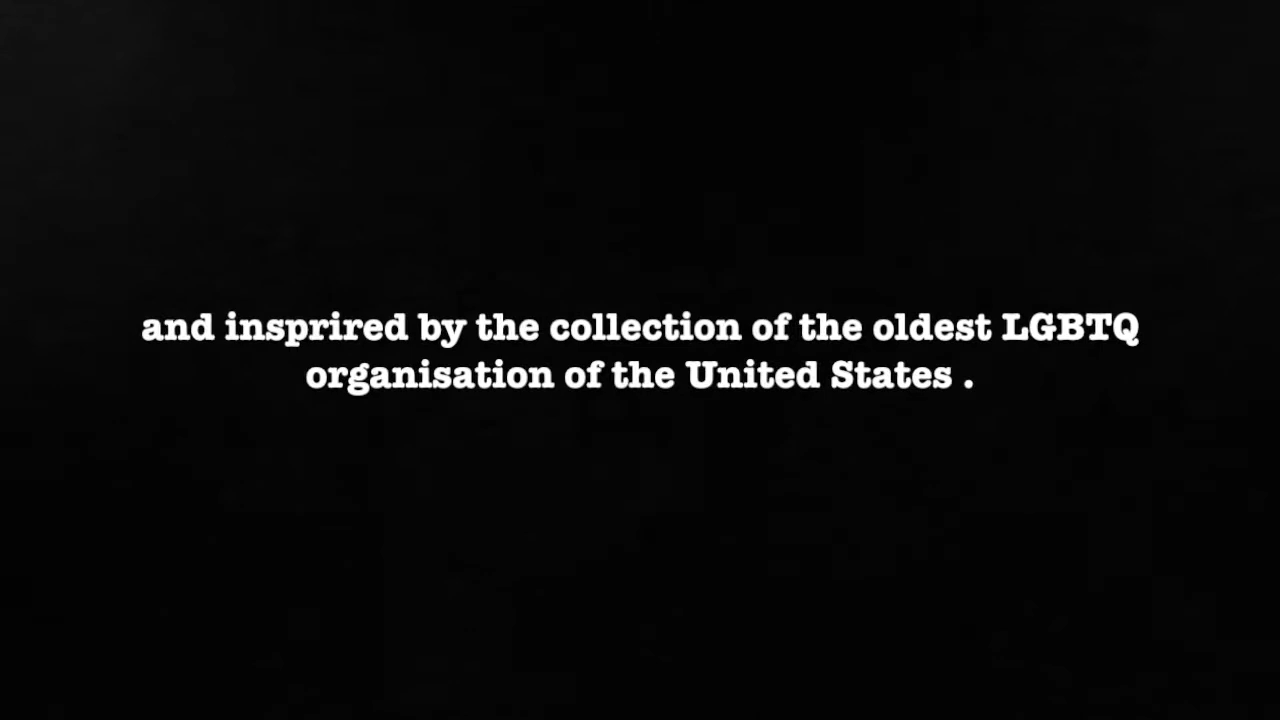 and insprired by the collection of the oldest LGBTQ
organisation of the United States .